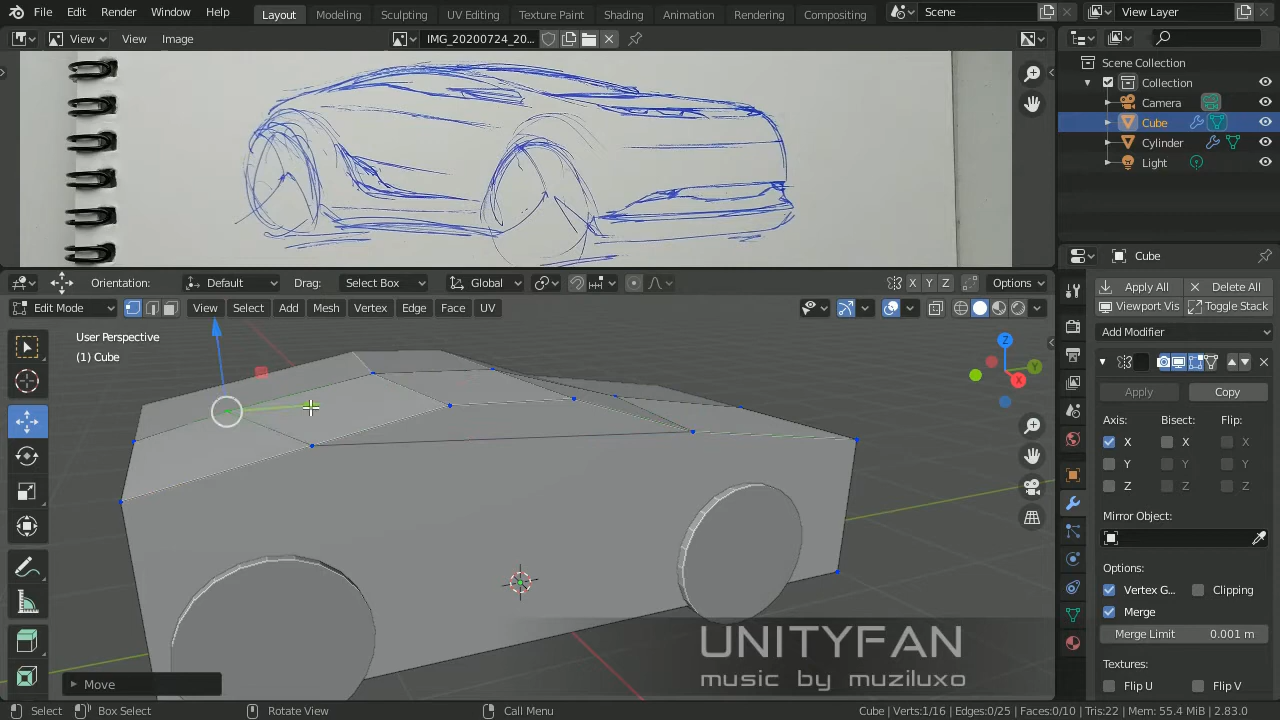 File Edit Render Window Help Layout Modeling Sculpting UV Editing Texture Paint Shading Animation Rendering Compositing Scene View Layer
View View Image IMG_20200724_20...
Scene Collection
Collection
Camera
Cube
Cylinder
Light
Orientation: Default Drag: Select Box Global X Y Z Options
Edit Mode View Select Add Mesh Vertex Edge Face UV
User Perspective
(1) Cube
Z
Y
X
Move
UNITYFAN
music by muziluxo
Cube
Apply All Delete All
Viewport Vis Toggle Stack
Add Modifier
Apply Copy
Axis: Bisect: Flip:
X X X
Y Y Y
Z Z Z
Mirror Object:
Options:
Vertex G... Clipping
Merge
Merge Limit 0.001 m
Textures:
Flip U Flip V
Select Box Select Rotate View Call Menu Cube | Verts:1/16 | Edges:0/25 | Faces:0/10 | Tris:22 | Mem: 55.4 MiB | 2.83.0